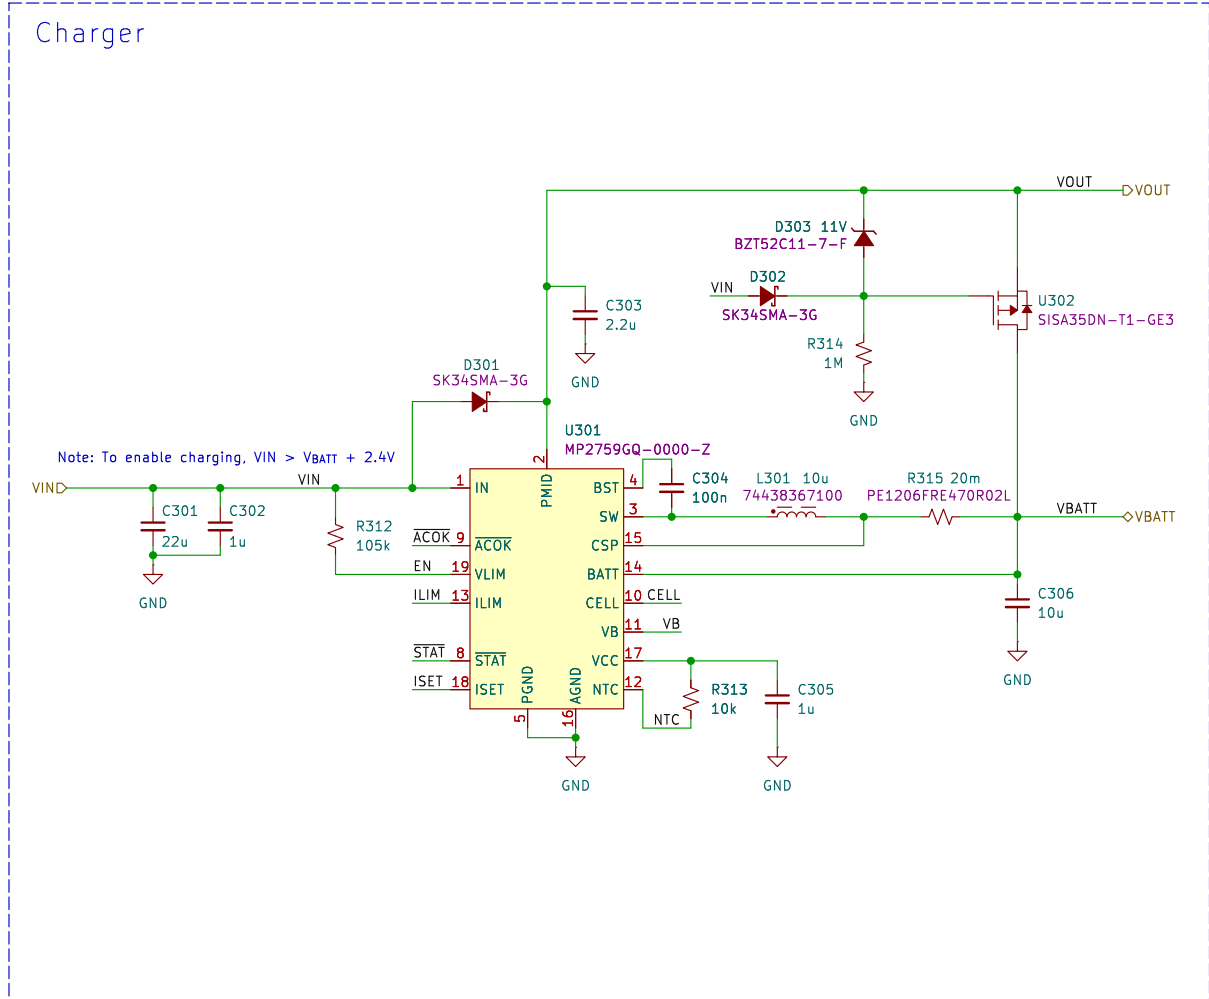 Charger
VOUT
VOUT
D303 11V
BZT52C11-7-F
D302
VIN
SK34SMA-3G
U302
SISA35DN-T1-GE3
C303
2.2u
GND
R314
1M
GND
D301
SK34SMA-3G
U301
MP2759GQ-0000-Z
Note: To enable charging, VIN > VBATT + 2.4V
VIN
VIN
1
IN
2
PMID
BST
4
C304
100n
L301 10u
74438367100
R315 20m
PE1206FRE470R02L
VBATT
VBATT
C301
22u
C302
1u
GND
R312
105k
SW
3
ACOK
9
ACOK
CSP
15
EN
19
VLIM
BATT
14
ILIM
13
ILIM
CELL
10
CELL
C306
10u
GND
VB
11
VB
STAT
8
STAT
VCC
17
ISET
18
ISET
NTC
12
PGND
5
AGND
16
NTC
R313
10k
C305
1u
GND
GND